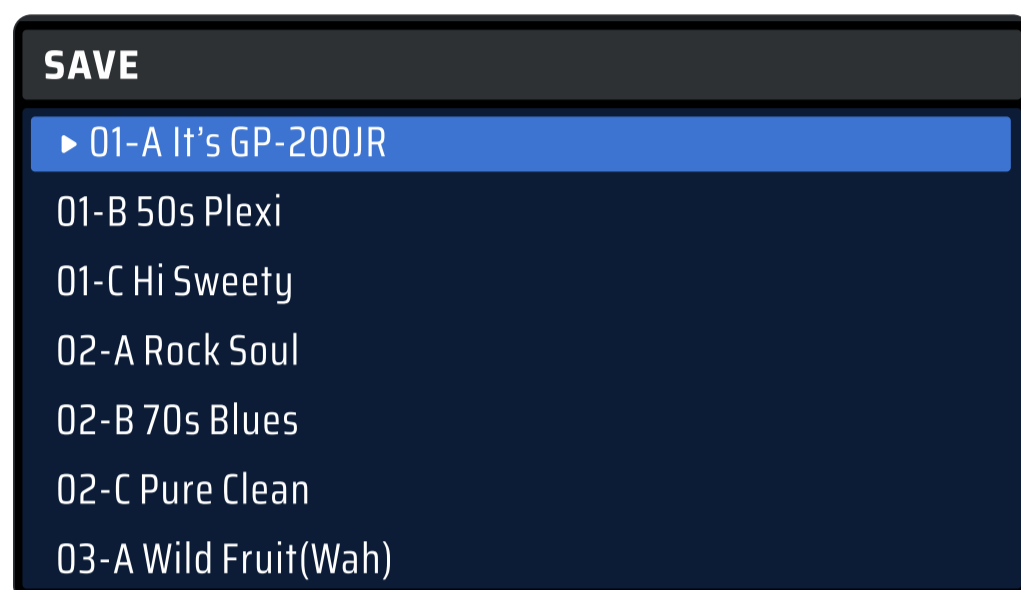 SAVE
01-A It’s GP-200JR
01-B 50s Plexi
01-C Hi Sweety
02-A Rock Soul
02-B 70s Blues
02-C Pure Clean
03-A Wild Fruit(Wah)